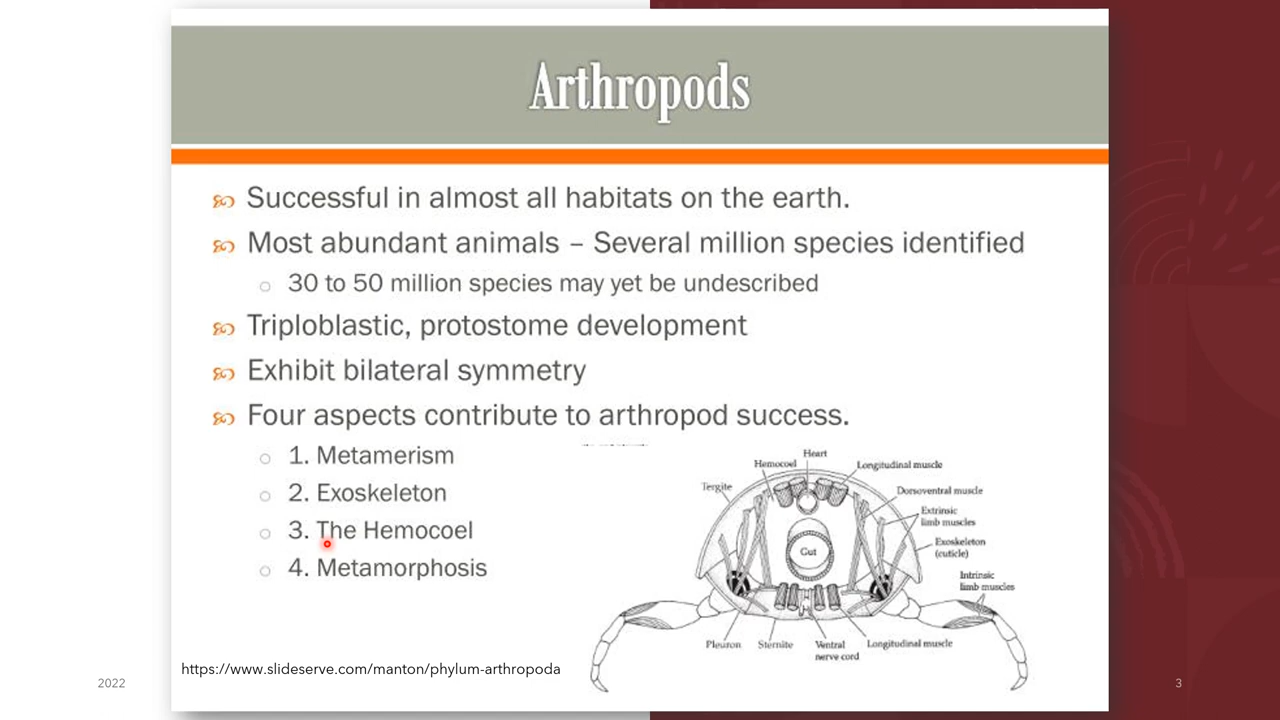 Arthropods
Successful in almost all habitats on the earth.
Most abundant animals – Several million species identified
30 to 50 million species may yet be undescribed
Triploblastic, protostome development
Exhibit bilateral symmetry
Four aspects contribute to arthropod success.
1. Metamerism
2. Exoskeleton
3. The Hemocoel
4. Metamorphosis
Heart
Hemocoel
Longitudinal muscle
Tergite
Dorsoventral muscle
Extrinsic
limb muscles
Exoskeleton
(cuticle)
Gut
Intrinsic
limb muscles
Pleuron
Sternite
Ventral
nerve cord
Longitudinal muscle
https://www.slideserve.com/manton/phylum-arthropoda
2022
3